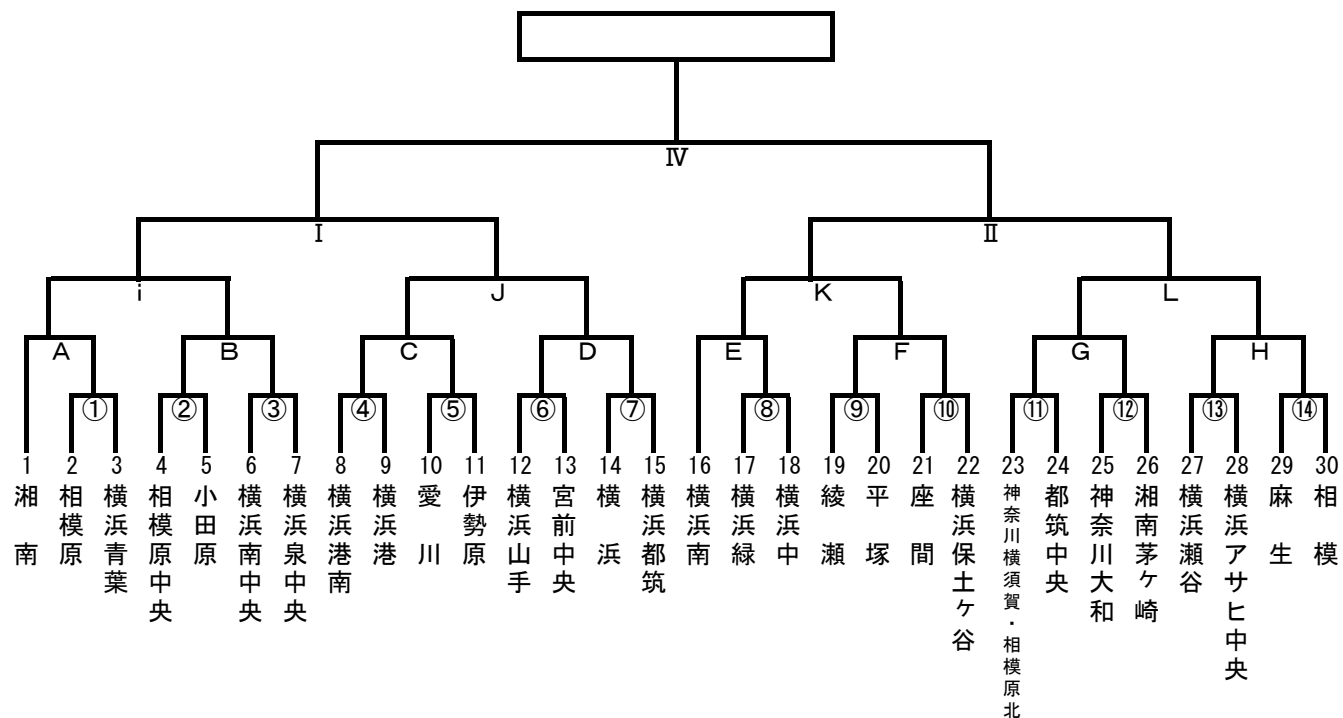 Ⅳ
Ⅰ Ⅱ
i J K L
A B C D E F G H
① ② ③ ④ ⑤ ⑥ ⑦ ⑧ ⑨ ⑩ ⑪ ⑫ ⑬ ⑭
1 2 3 4 5 6 7 8 9 10 11 12 13 14 15 16 17 18 19 20 21 22 23 24 25 26 27 28 29 30
湘南
相模原
横浜青葉
相模原中央
小田原
横浜南中央
横浜泉中央
横浜港南
横浜港
愛川
伊勢原
横浜山手
宮前中央
横浜
横浜都筑
横浜南
横浜緑
横浜中
綾瀬
平塚
座間
横浜保土ヶ谷
神奈川横須賀・相模原北
都筑中央
神奈川大和
湘南茅ヶ崎
横浜瀬谷
横浜アサヒ中央
麻生
相模